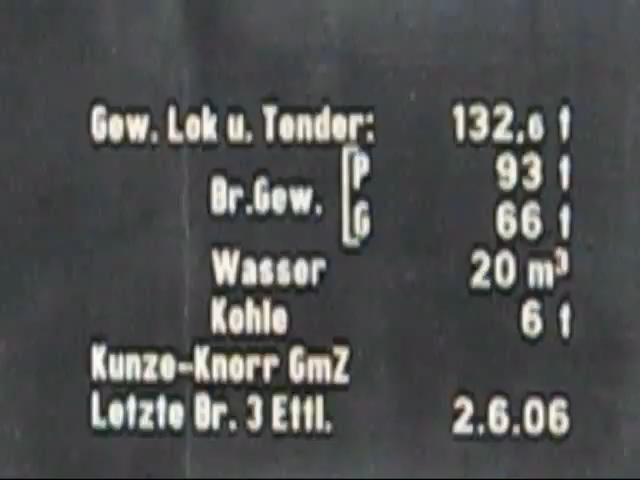 Gew. Lok u. Tender: 132,6 t
Br.Gew. [P 93 t
[G 66 t
Wasser 20 m³
Kohle 6 t
Kunze-Knorr GmZ
Letzte Br. 3 Ettl. 2.6.06